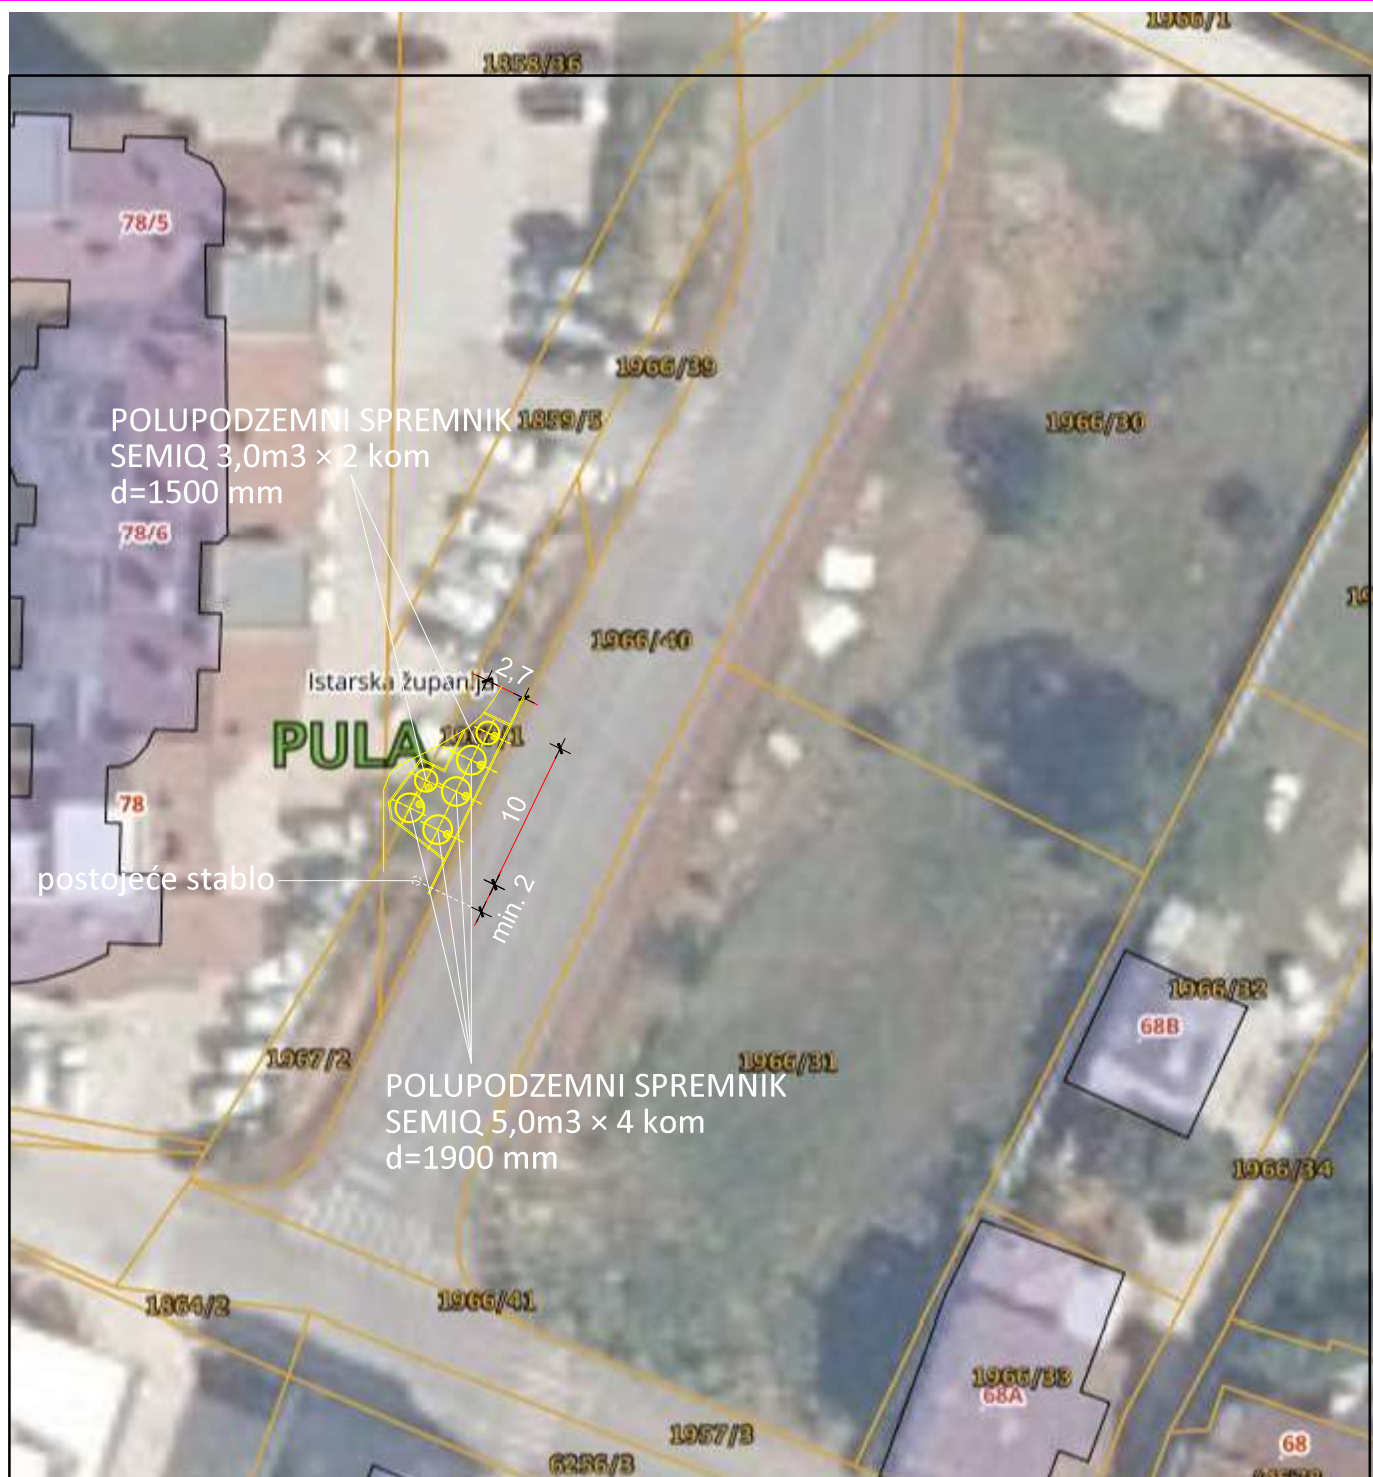 1966/1
1858/36
78/5
1966/39
POLUPODZEMNI SPREMNIK
SEMIQ 3,0m3 × 2 kom
d=1500 mm
1859/5
1966/30
78/6
1966/40
2,7
Istarska županija
PULA
78
10
postojeće stablo
min. 2
1966/32
68B
1967/2
1966/31
POLUPODZEMNI SPREMNIK
SEMIQ 5,0m3 × 4 kom
d=1900 mm
1966/34
1864/2
1966/41
1966/33
68A
1957/3
68
6256/3